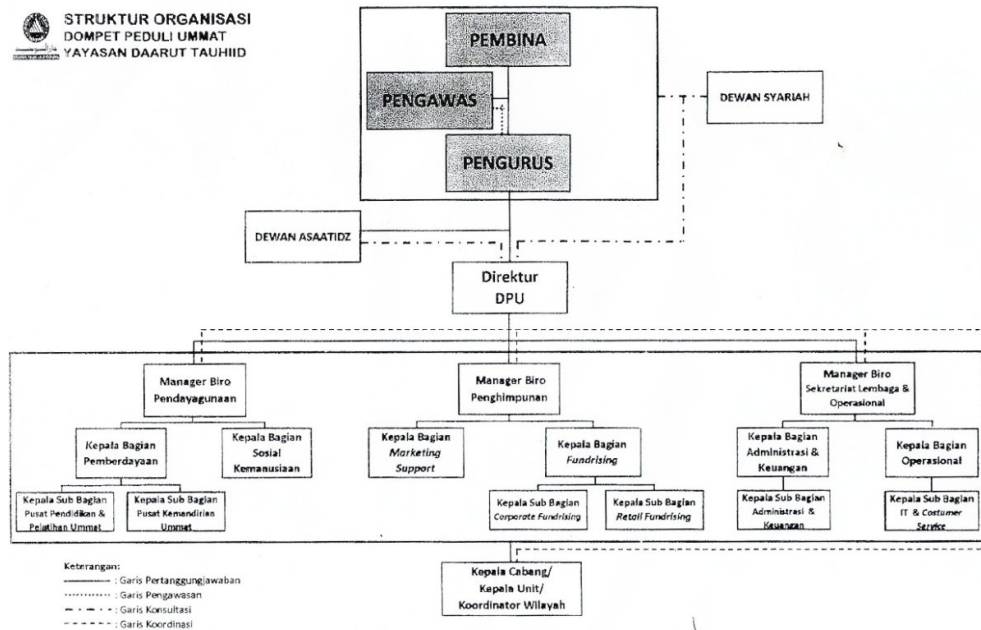 STRUKTUR ORGANISASI
DOMPET PEDULI UMMAT
YAYASAN DAARUT TAUHIID
PEMBINA
PENGAWAS
PENGURUS
DEWAN SYARIAH
DEWAN ASAATIDZ
Direktur
DPU
Manager Biro
Pendayagunaan
Manager Biro
Penghimpunan
Manager Biro
Sekretariat Lembaga &
Operasional
Kepala Bagian
Pemberdayaan
Kepala Bagian
Sosial
Kemanusiaan
Kepala Bagian
Marketing
Support
Kepala Bagian
Fundrising
Kepala Bagian
Administrasi &
Keuangan
Kepala Bagian
Operasional
Kepala Sub Bagian
Pusat Pendidikan &
Pelatihan Ummat
Kepala Sub Bagian
Pusat Kemandirian
Ummat
Kepala Sub Bagian
Corporate Fundrising
Kepala Sub Bagian
Retail Fundrising
Kepala Sub Bagian
Administrasi &
Keuangan
Kepala Sub Bagian
IT & Costumer
Service
Kepala Cabang/
Kepala Unit/
Koordinator Wilayah
Keterangan:
: Garis Pertanggungjawaban
: Garis Pengawasan
: Garis Konsultasi
: Garis Koordinasi